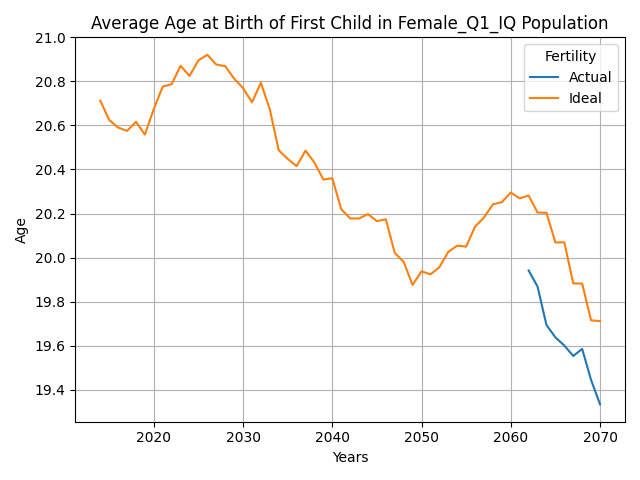 Average Age at Birth of First Child in Female_Q1_IQ Population
21.0
20.8
20.6
20.4
20.2
20.0
19.8
19.6
19.4
Age
Fertility
Actual
Ideal
2020 2030 2040 2050 2060 2070
Years